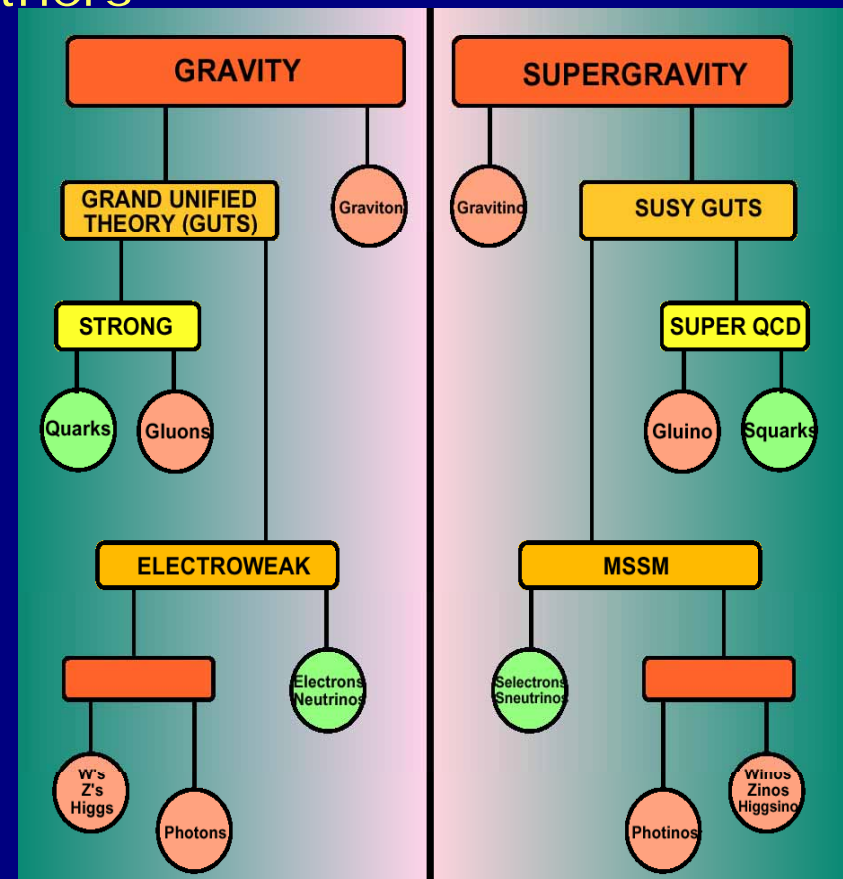 GRAVITY
GRAND UNIFIED
THEORY (GUTS)
Graviton
STRONG
Quarks
Gluons
ELECTROWEAK
Electrons
Neutrinos
W's
Z's
Higgs
Photons
SUPERGRAVITY
Gravitino
SUSY GUTS
SUPER QCD
Gluino
Squarks
MSSM
Selectrons
Sneutrinos
Photinos
Winos
Zinos
Higgsino